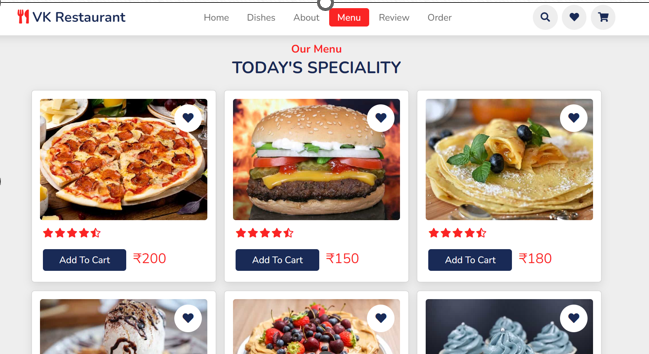 VK Restaurant
Home Dishes About Menu Review Order
Our Menu
TODAY'S SPECIALITY
Add To Cart ₹200
Add To Cart ₹150
Add To Cart ₹180